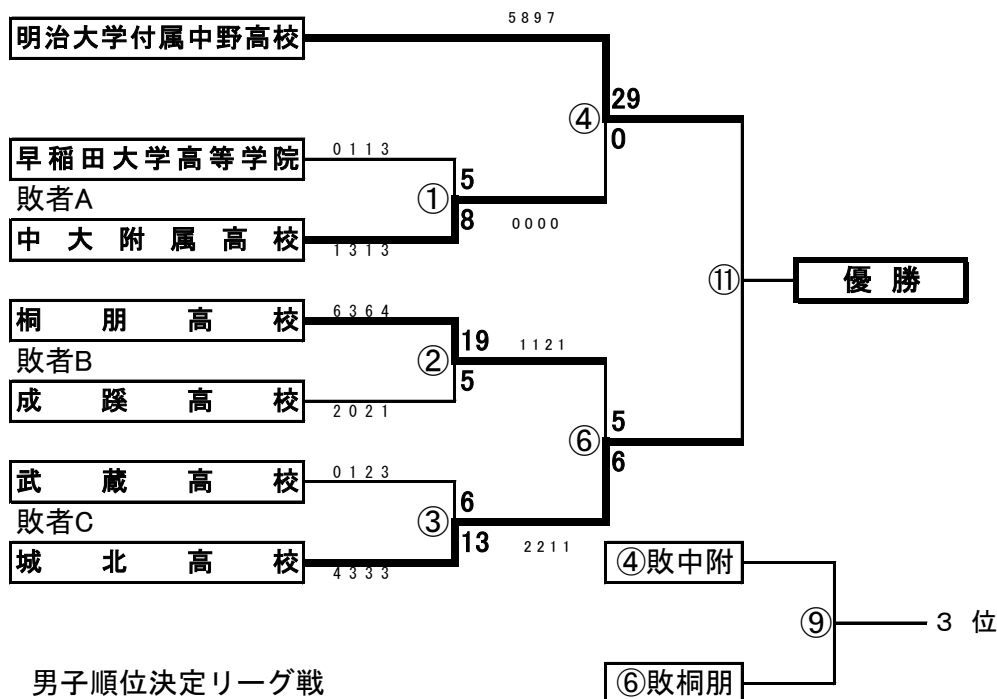 5897
明治大学付属中野高校
29
④
0
早稲田大学高等学院
0113
敗者A
5
①
8
0000
中大附属高校
1313
⑪
優勝
桐朋高校
6364
19
1121
敗者B
②
5
成蹊高校
2021
5
⑥
6
武蔵高校
0123
6
敗者C
③
13
2211
城北高校
4333
④敗中附
⑨
3 位
男子順位決定リーグ戦
⑥敗桐朋